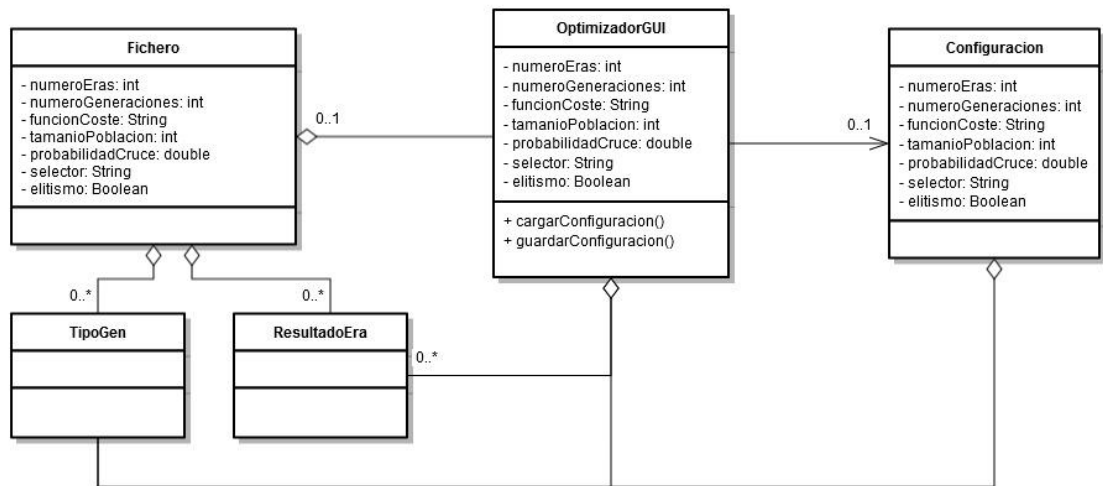 Fichero
- numeroEras: int
- numeroGeneraciones: int
- funcionCoste: String
- tamanioPoblacion: int
- probabilidadCruce: double
- selector: String
- elitismo: Boolean
0..1
OptimizadorGUI
- numeroEras: int
- numeroGeneraciones: int
- funcionCoste: String
- tamanioPoblacion: int
- probabilidadCruce: double
- selector: String
- elitismo: Boolean
+ cargarConfiguracion()
+ guardarConfiguracion()
0..1
Configuracion
- numeroEras: int
- numeroGeneraciones: int
- funcionCoste: String
- tamanioPoblacion: int
- probabilidadCruce: double
- selector: String
- elitismo: Boolean
0..*
0..*
TipoGen
ResultadoEra
0..*